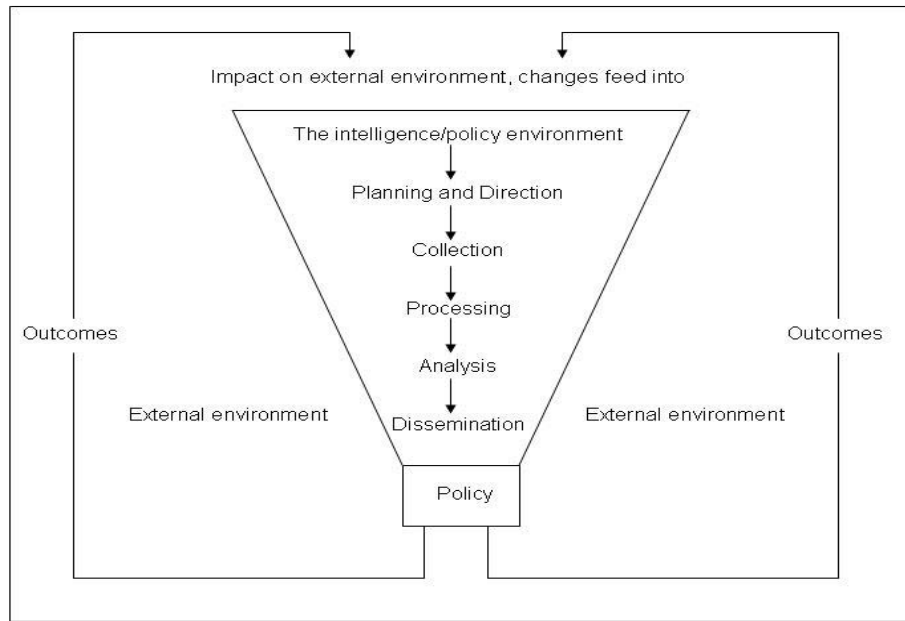 Impact on external environment, changes feed into
The intelligence/policy environment
Planning and Direction
Collection
Processing
Outcomes
Outcomes
Analysis
External environment
External environment
Dissemination
Policy